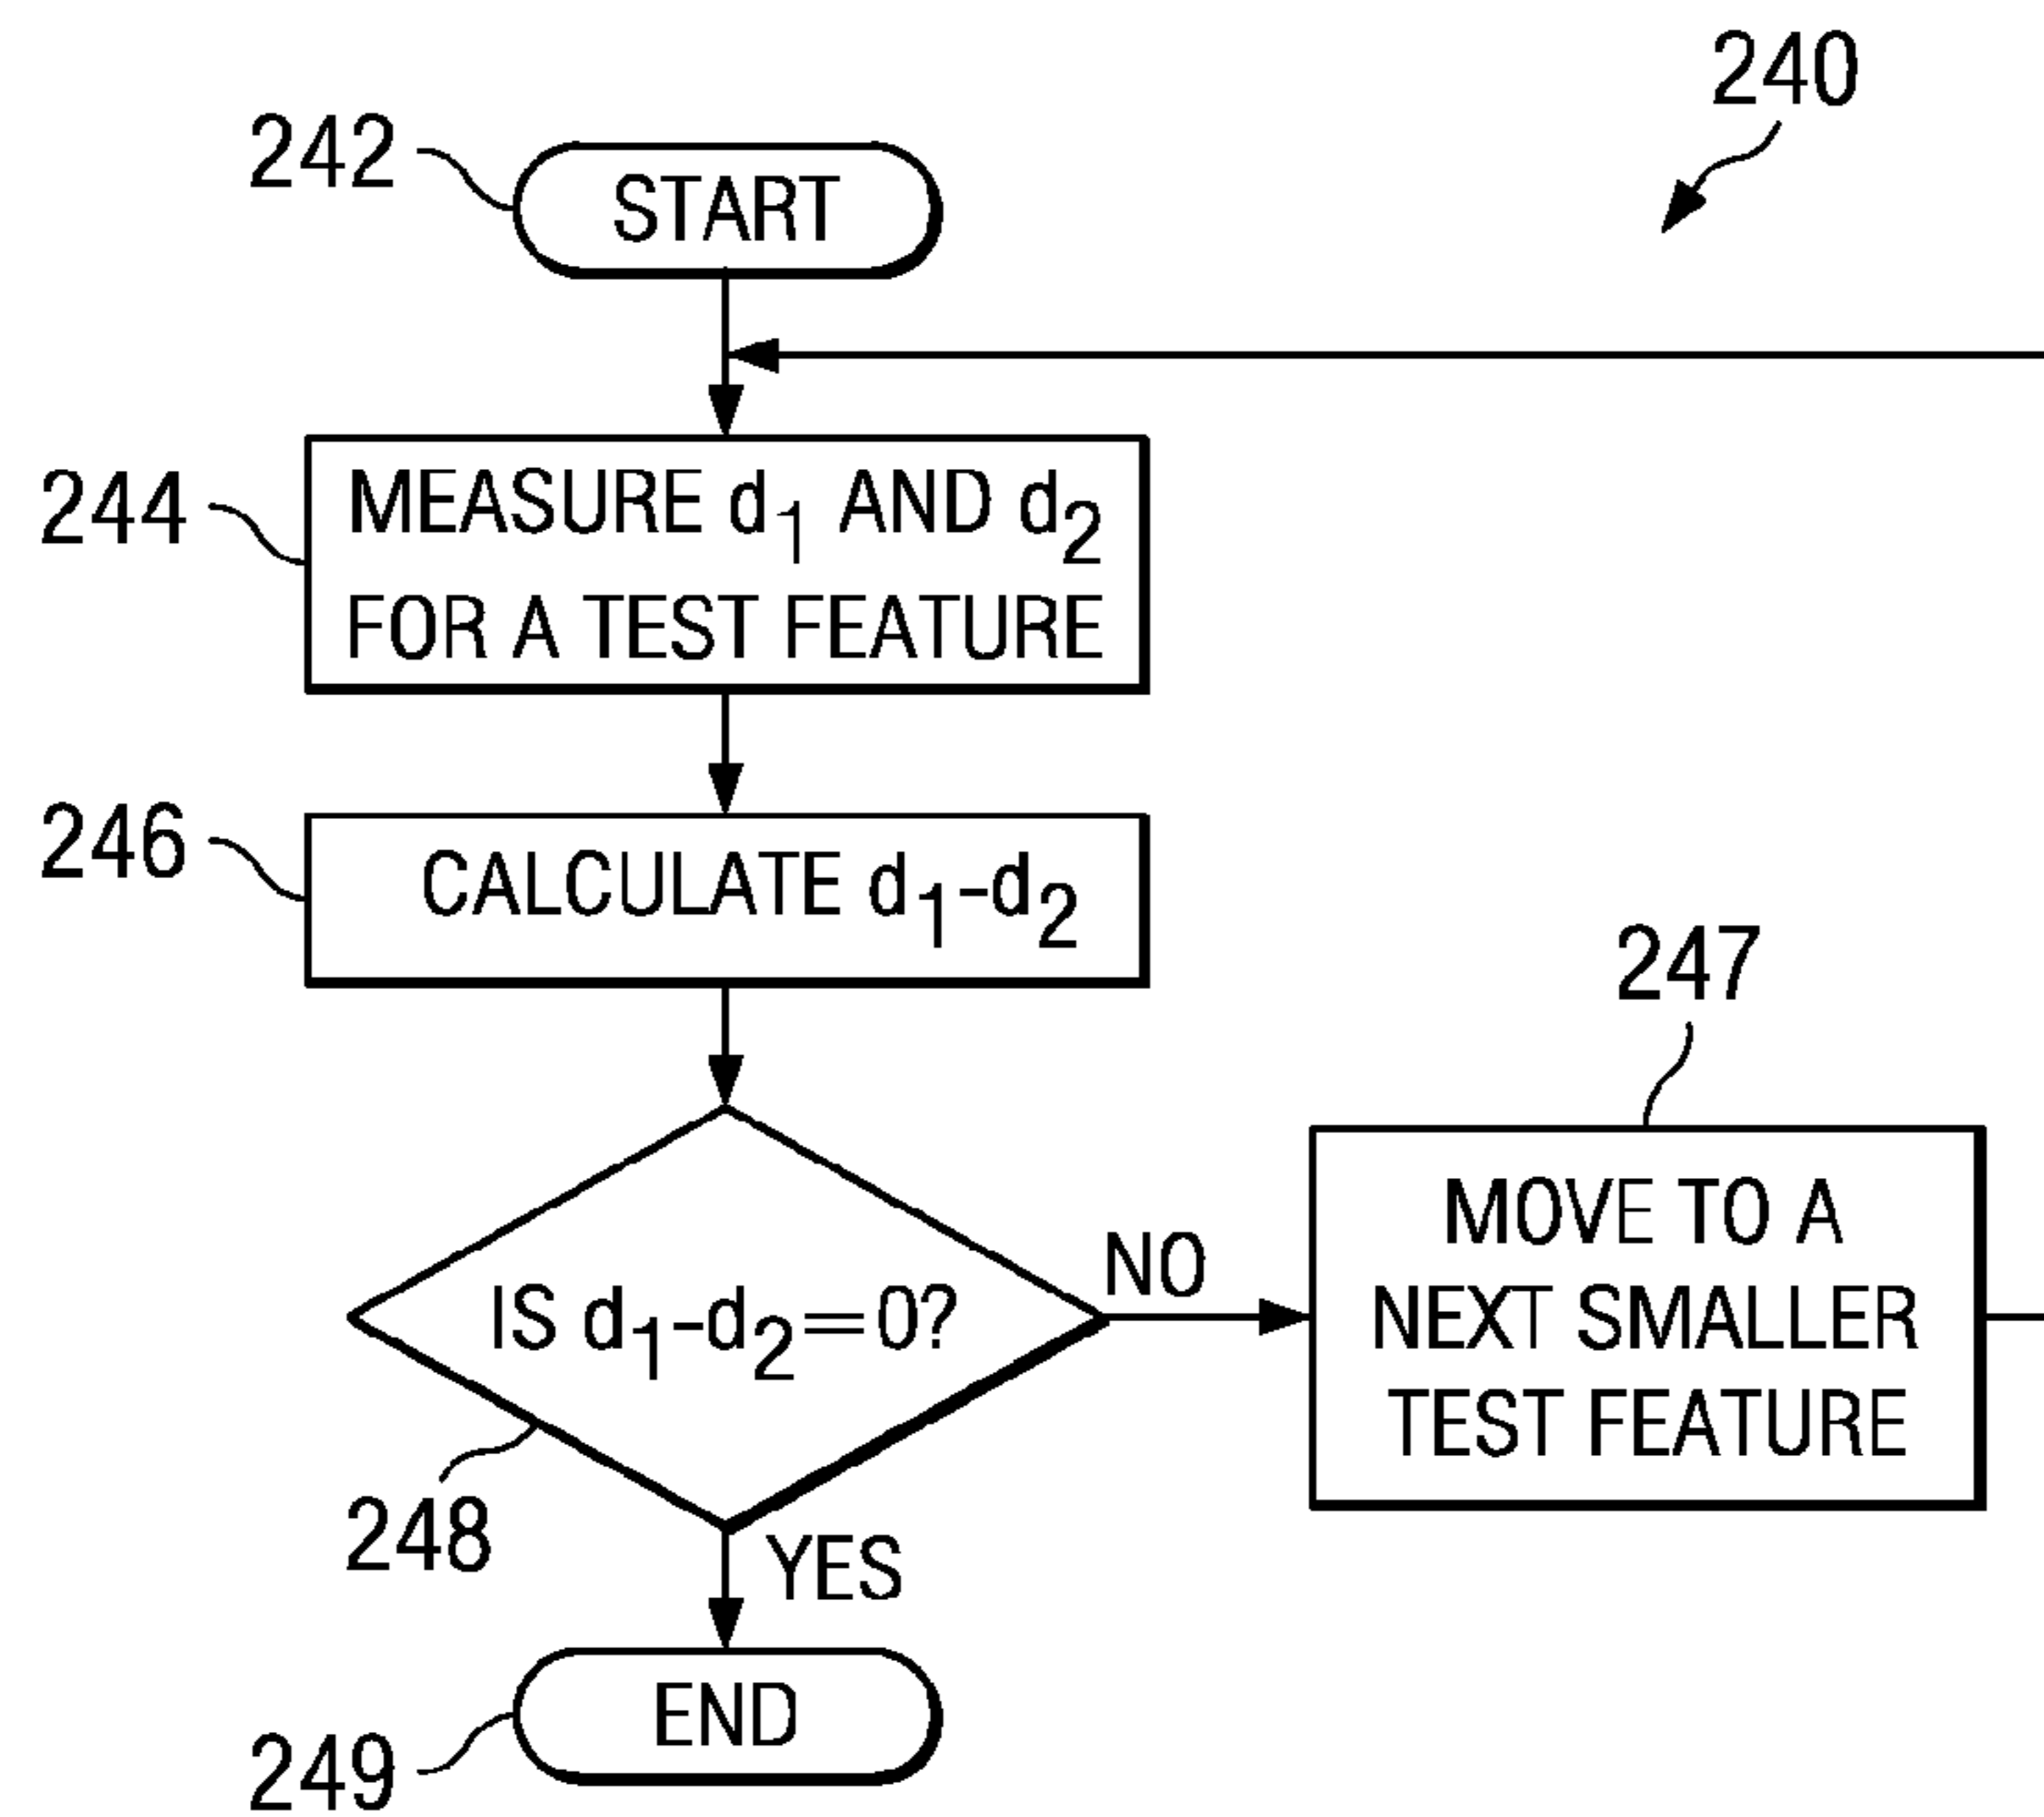 240
242
START
244
MEASURE d₁ AND d₂
FOR A TEST FEATURE
246
CALCULATE d₁-d₂
247
MOVE TO A
NEXT SMALLER
TEST FEATURE
IS d₁-d₂=0?
NO
248
YES
END
249